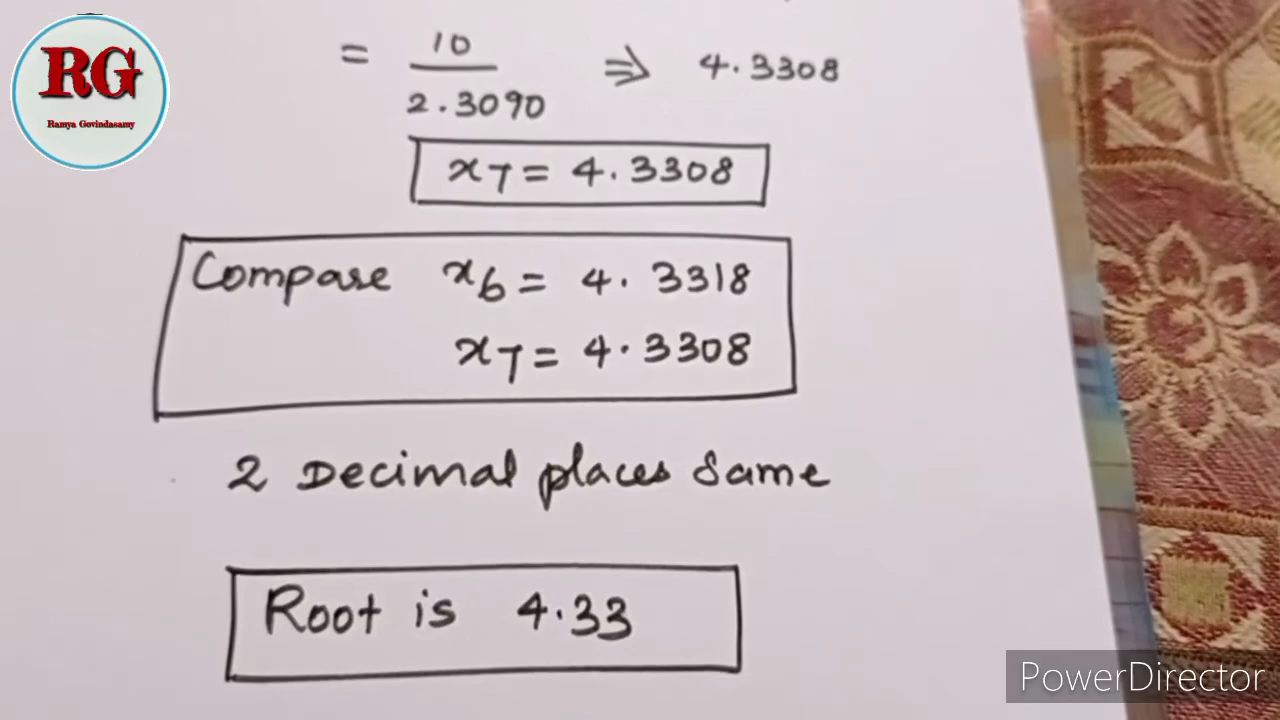 RG
Ramya Govindasamy
= 10 / 2.3090 ⇒ 4.3308
x7 = 4.3308
Compare x6 = 4.3318
x7 = 4.3308
2 Decimal places same
Root is 4.33
PowerDirector